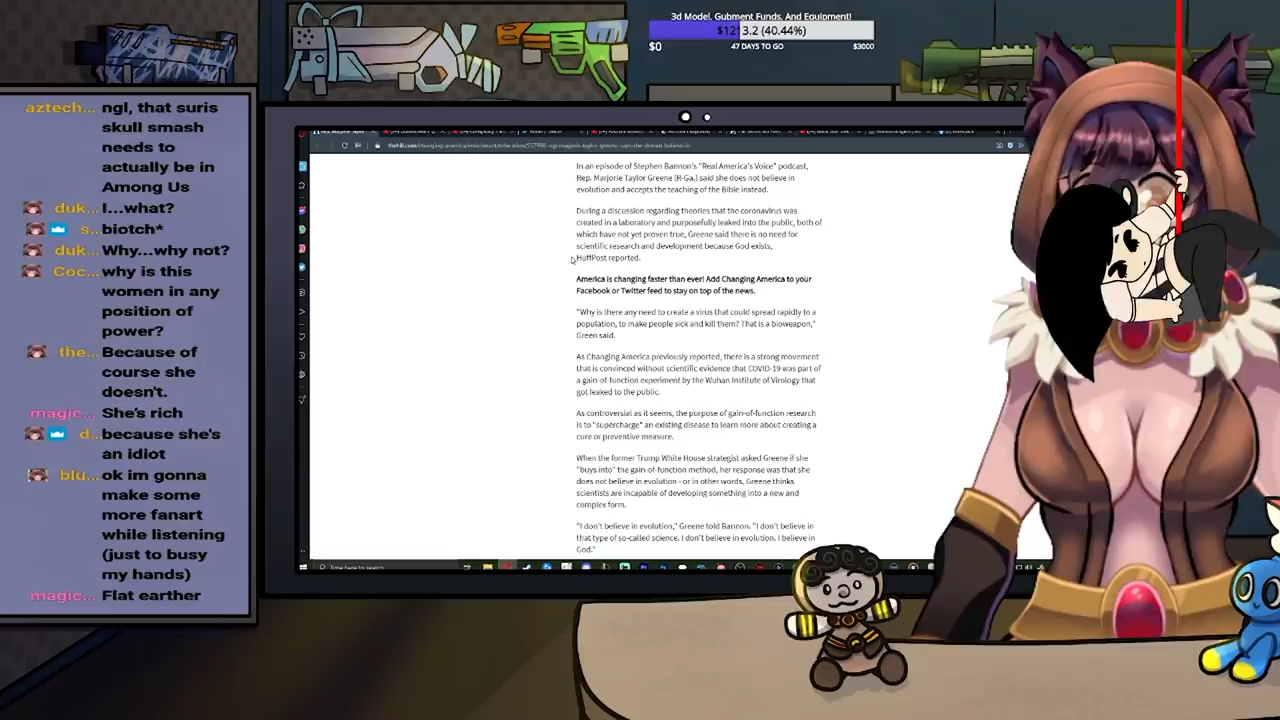 3d Model, Gubment Funds, And Equipment!
3.2 (40.44%)
$0
47 DAYS TO GO
$3000
aztech... ngl, that suris
skull smash
needs to
actually be in
Among Us
duk... I...what?
s... biotch*
duk... Why...why not?
Coc... why is this
women in any
position of
power?
the... Because of
course she
doesn't.
magic... She's rich
d... because she's
an idiot
blu... ok im gonna
make some
more fanart
while listening
(just to busy
my hands)
magic... Flat earther
In an episode of Stephen Bannon's "Real America's Voice" podcast,
Rep. Marjorie Taylor Greene (R-Ga.) said she does not believe in
evolution and accepts the teaching of the Bible instead.
During a discussion regarding theories that the coronavirus was
created in a laboratory and purposefully leaked into the public, both of
which have not yet proven true, Greene said there is no need for
scientific research and development because God exists,
HuffPost reported.
America is changing faster than ever! Add Changing America to your
Facebook or Twitter feed to stay on top of the news.
"Why is there any need to create a virus that could spread rapidly to a
population, to make people sick and kill them? That is a bioweapon,"
Green said.
As Changing America previously reported, there is a strong movement
that is convinced without scientific evidence that COVID-19 was part of
a gain-of-function experiment by the Wuhan Institute of Virology that
got leaked to the public.
As controversial as it seems, the purpose of gain-of-function research
is to "supercharge" an existing disease to learn more about creating a
cure or preventive measure.
When the former Trump White House strategist asked Greene if she
"buys into" the gain-of-function method, her response was that she
does not believe in evolution - or in other words, Greene thinks
scientists are incapable of developing something into a new and
complex form.
"I don't believe in evolution," Greene told Bannon. "I don't believe in
that type of so-called science. I don't believe in evolution. I believe in
God."
Type here to search